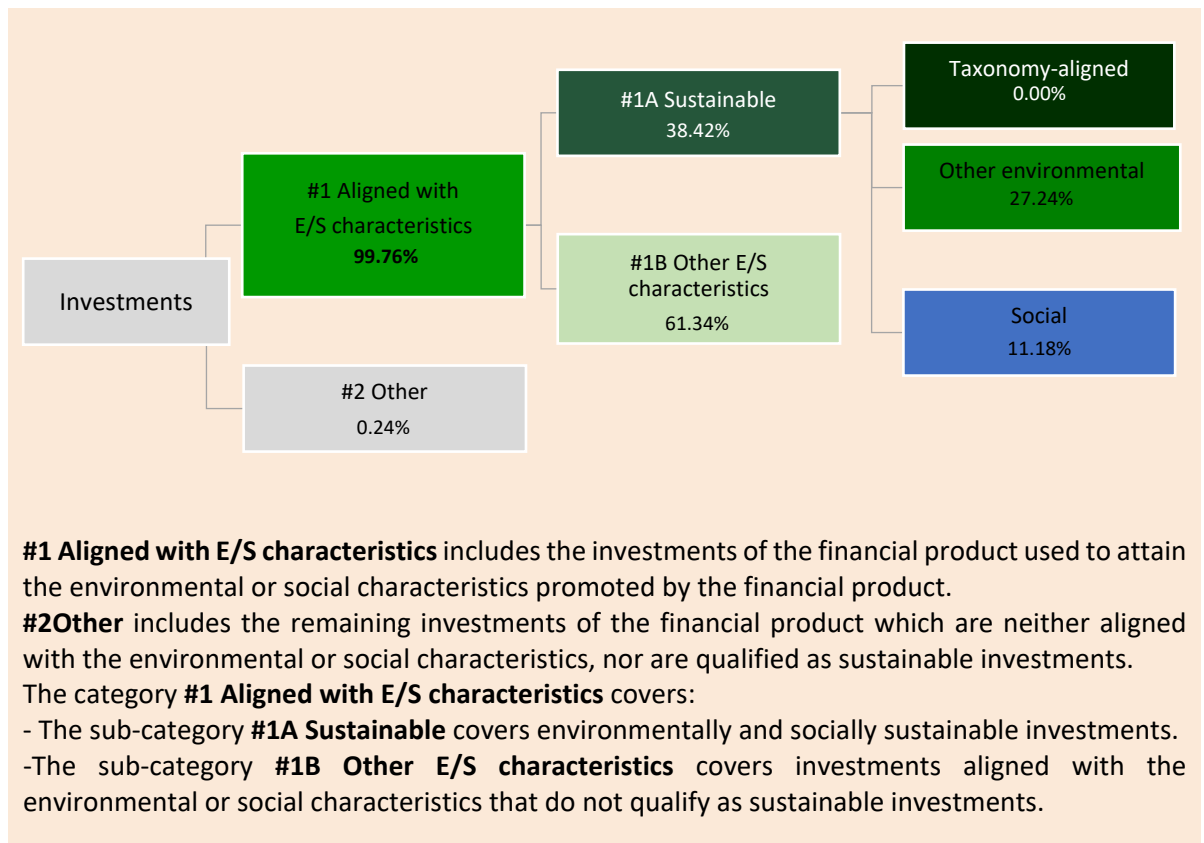 Investments
#1 Aligned with
E/S characteristics
99.76%
#2 Other
0.24%
#1A Sustainable
38.42%
#1B Other E/S
characteristics
61.34%
Taxonomy-aligned
0.00%
Other environmental
27.24%
Social
11.18%
#1 Aligned with E/S characteristics includes the investments of the financial product used to attain
the environmental or social characteristics promoted by the financial product.
#2Other includes the remaining investments of the financial product which are neither aligned
with the environmental or social characteristics, nor are qualified as sustainable investments.
The category #1 Aligned with E/S characteristics covers:
- The sub-category #1A Sustainable covers environmentally and socially sustainable investments.
-The sub-category #1B Other E/S characteristics covers investments aligned with the
environmental or social characteristics that do not qualify as sustainable investments.